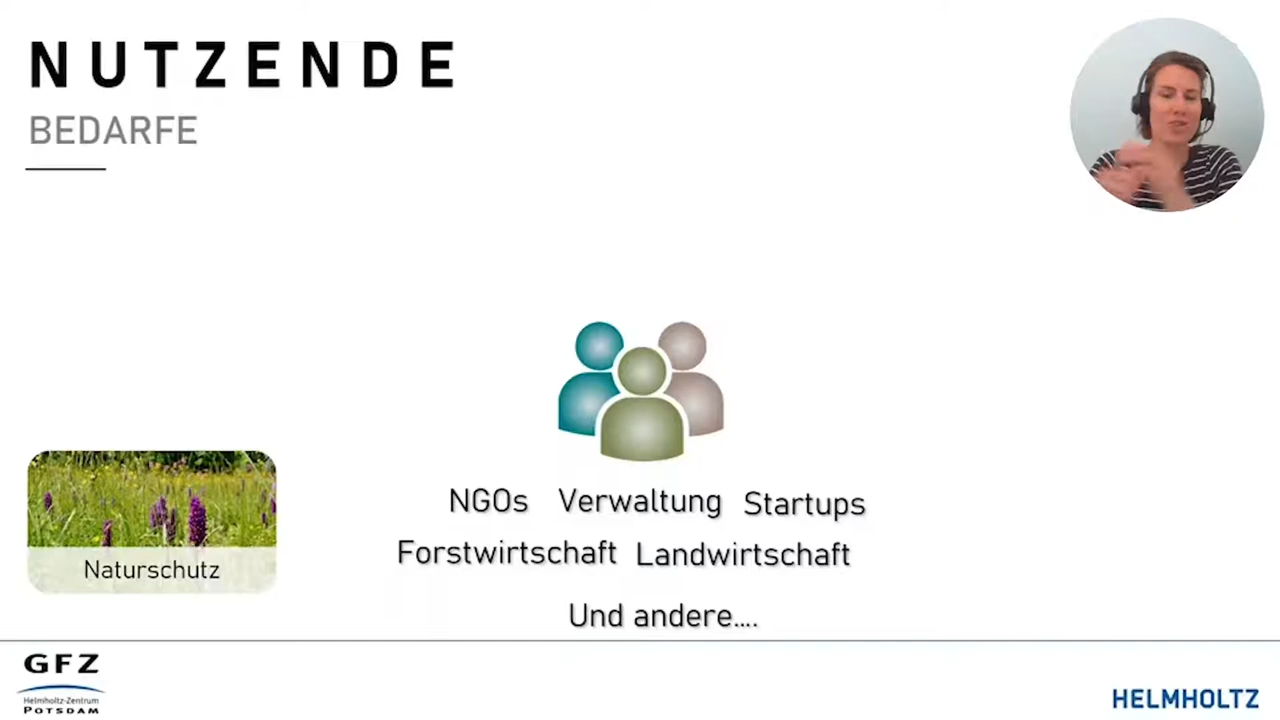 NUTZENDE
BEDARFE
NGOs Verwaltung Startups
Forstwirtschaft Landwirtschaft
Und andere....
Naturschutz
GFZ
Helmholtz-Zentrum
POTSDAM
HELMHOLTZ